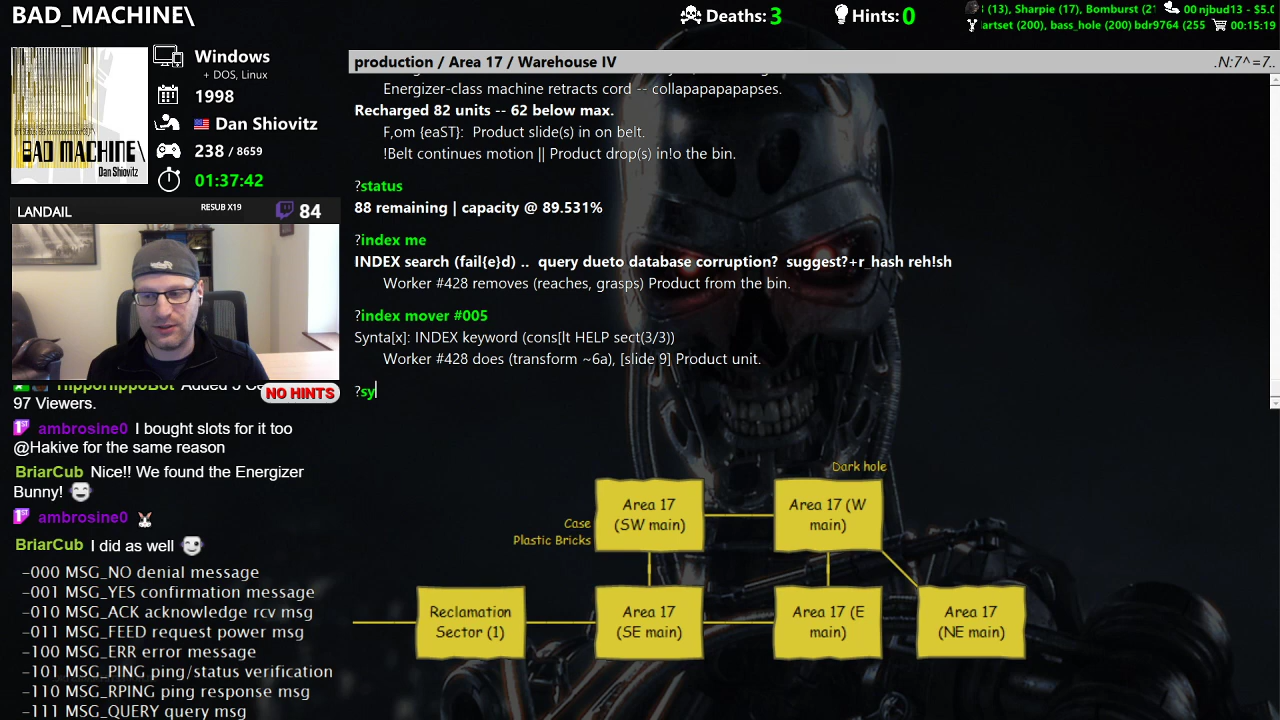 BAD_MACHINE\
Deaths: 3
Hints: 0
(13), Sharpie (17), Bomburst (21
00 njbud13 - $5.0
artset (200), bass_hole (200) bdr9764 (255
00:15:19
Windows
+ DOS, Linux
1998
Dan Shiovitz
238 / 8659
01:37:42
BAD MACHINE\
Dan Shiovitz
LANDAIL
RESUB X19
84
HippoHippoBot Added 3
97 Viewers.
NO HINTS
ambrosine0 I bought slots for it too
@Hakive for the same reason
BriarCub Nice!! We found the Energizer
Bunny!
ambrosine0
BriarCub I did as well
-000 MSG_NO denial message
-001 MSG_YES confirmation message
-010 MSG_ACK acknowledge rcv msg
-011 MSG_FEED request power msg
-100 MSG_ERR error message
-101 MSG_PING ping/status verification
-110 MSG_RPING ping response msg
-111 MSG_QUERY query msg
production / Area 17 / Warehouse IV
.N:7^=7..
Energizer-class machine retracts cord -- collapapapapses.
Recharged 82 units -- 62 below max.
F,om {eaST}: Product slide(s) in on belt.
!Belt continues motion || Product drop(s) in!o the bin.
?status
88 remaining | capacity @ 89.531%
?index me
INDEX search (fail{e}d) .. query dueto database corruption? suggest?+r_hash reh!sh
Worker #428 removes (reaches, grasps) Product from the bin.
?index mover #005
Synta[x]: INDEX keyword (cons[lt HELP sect(3/3))
Worker #428 does (transform ~6a), [slide 9] Product unit.
?sy
Dark hole
Area 17
(SW main)
Area 17 (W
main)
Case
Plastic Bricks
Reclamation
Sector (1)
Area 17
(SE main)
Area 17 (E
main)
Area 17
(NE main)